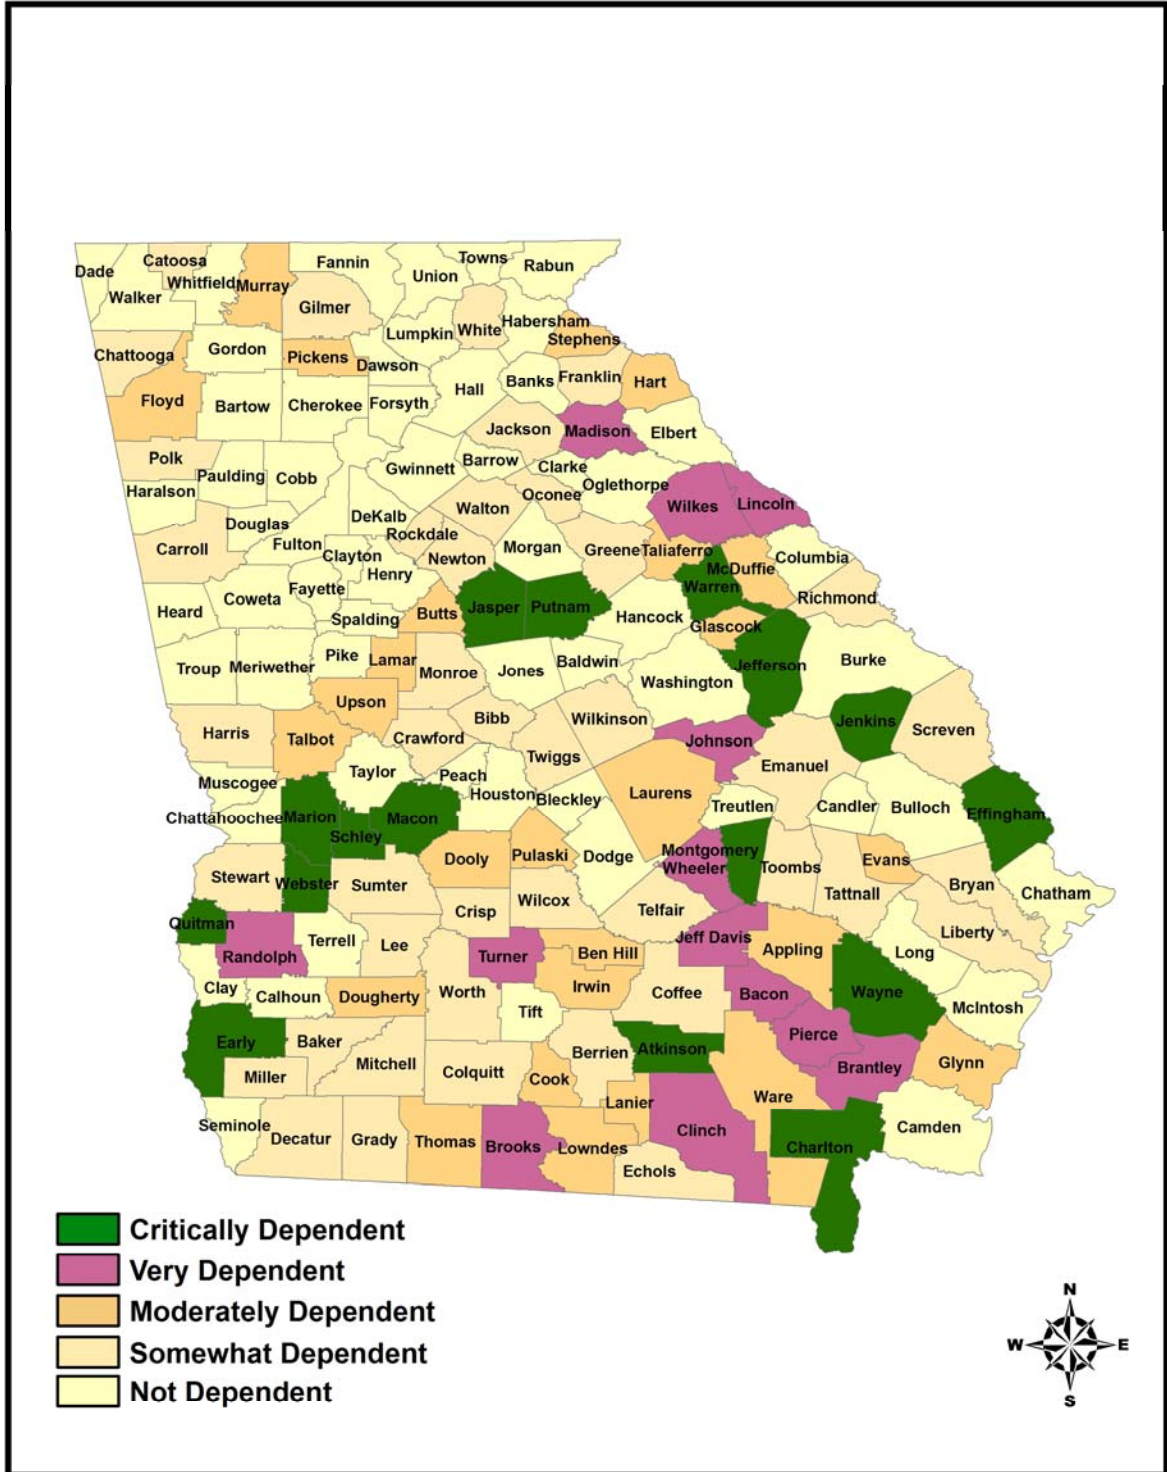 Dade
Catoosa
Whitfield
Murray
Fannin
Towns
Union
Rabun
Walker
Gilmer
Habersham
White
Lumpkin
Stephens
Chattooga
Gordon
Pickens
Dawson
Franklin
Banks
Hart
Hall
Floyd
Bartow
Cherokee
Forsyth
Jackson
Madison
Elbert
Polk
Gwinnett
Barrow
Clarke
Paulding
Cobb
Oglethorpe
Haralson
Oconee
Walton
Wilkes
Lincoln
DeKalb
Douglas
Rockdale
Carroll
Fulton
Clayton
Newton
Morgan
Greene
Taliaferro
McDuffie
Columbia
Henry
Fayette
Warren
Coweta
Heard
Richmond
Spalding
Butts
Jasper
Putnam
Hancock
Glascock
Troup
Meriwether
Pike
Lamar
Monroe
Jones
Baldwin
Washington
Jefferson
Burke
Upson
Bibb
Wilkinson
Jenkins
Screven
Harris
Talbot
Crawford
Johnson
Twiggs
Emanuel
Muscogee
Taylor
Peach
Houston
Bleckley
Laurens
Treutlen
Candler
Bulloch
Effingham
Chattahoochee
Marion
Macon
Schley
Dooly
Pulaski
Dodge
Montgomery
Wheeler
Toombs
Evans
Tattnall
Bryan
Chatham
Stewart
Webster
Sumter
Crisp
Wilcox
Telfair
Liberty
Quitman
Randolph
Terrell
Lee
Turner
Ben Hill
Jeff Davis
Appling
Long
Clay
Calhoun
Dougherty
Worth
Irwin
Coffee
Bacon
Wayne
McIntosh
Tift
Early
Baker
Mitchell
Berrien
Atkinson
Pierce
Brantley
Glynn
Miller
Colquitt
Cook
Lanier
Ware
Seminole
Decatur
Grady
Thomas
Brooks
Lowndes
Clinch
Charlton
Camden
Echols
Critically Dependent
Very Dependent
Moderately Dependent
Somewhat Dependent
Not Dependent
N
W E
S